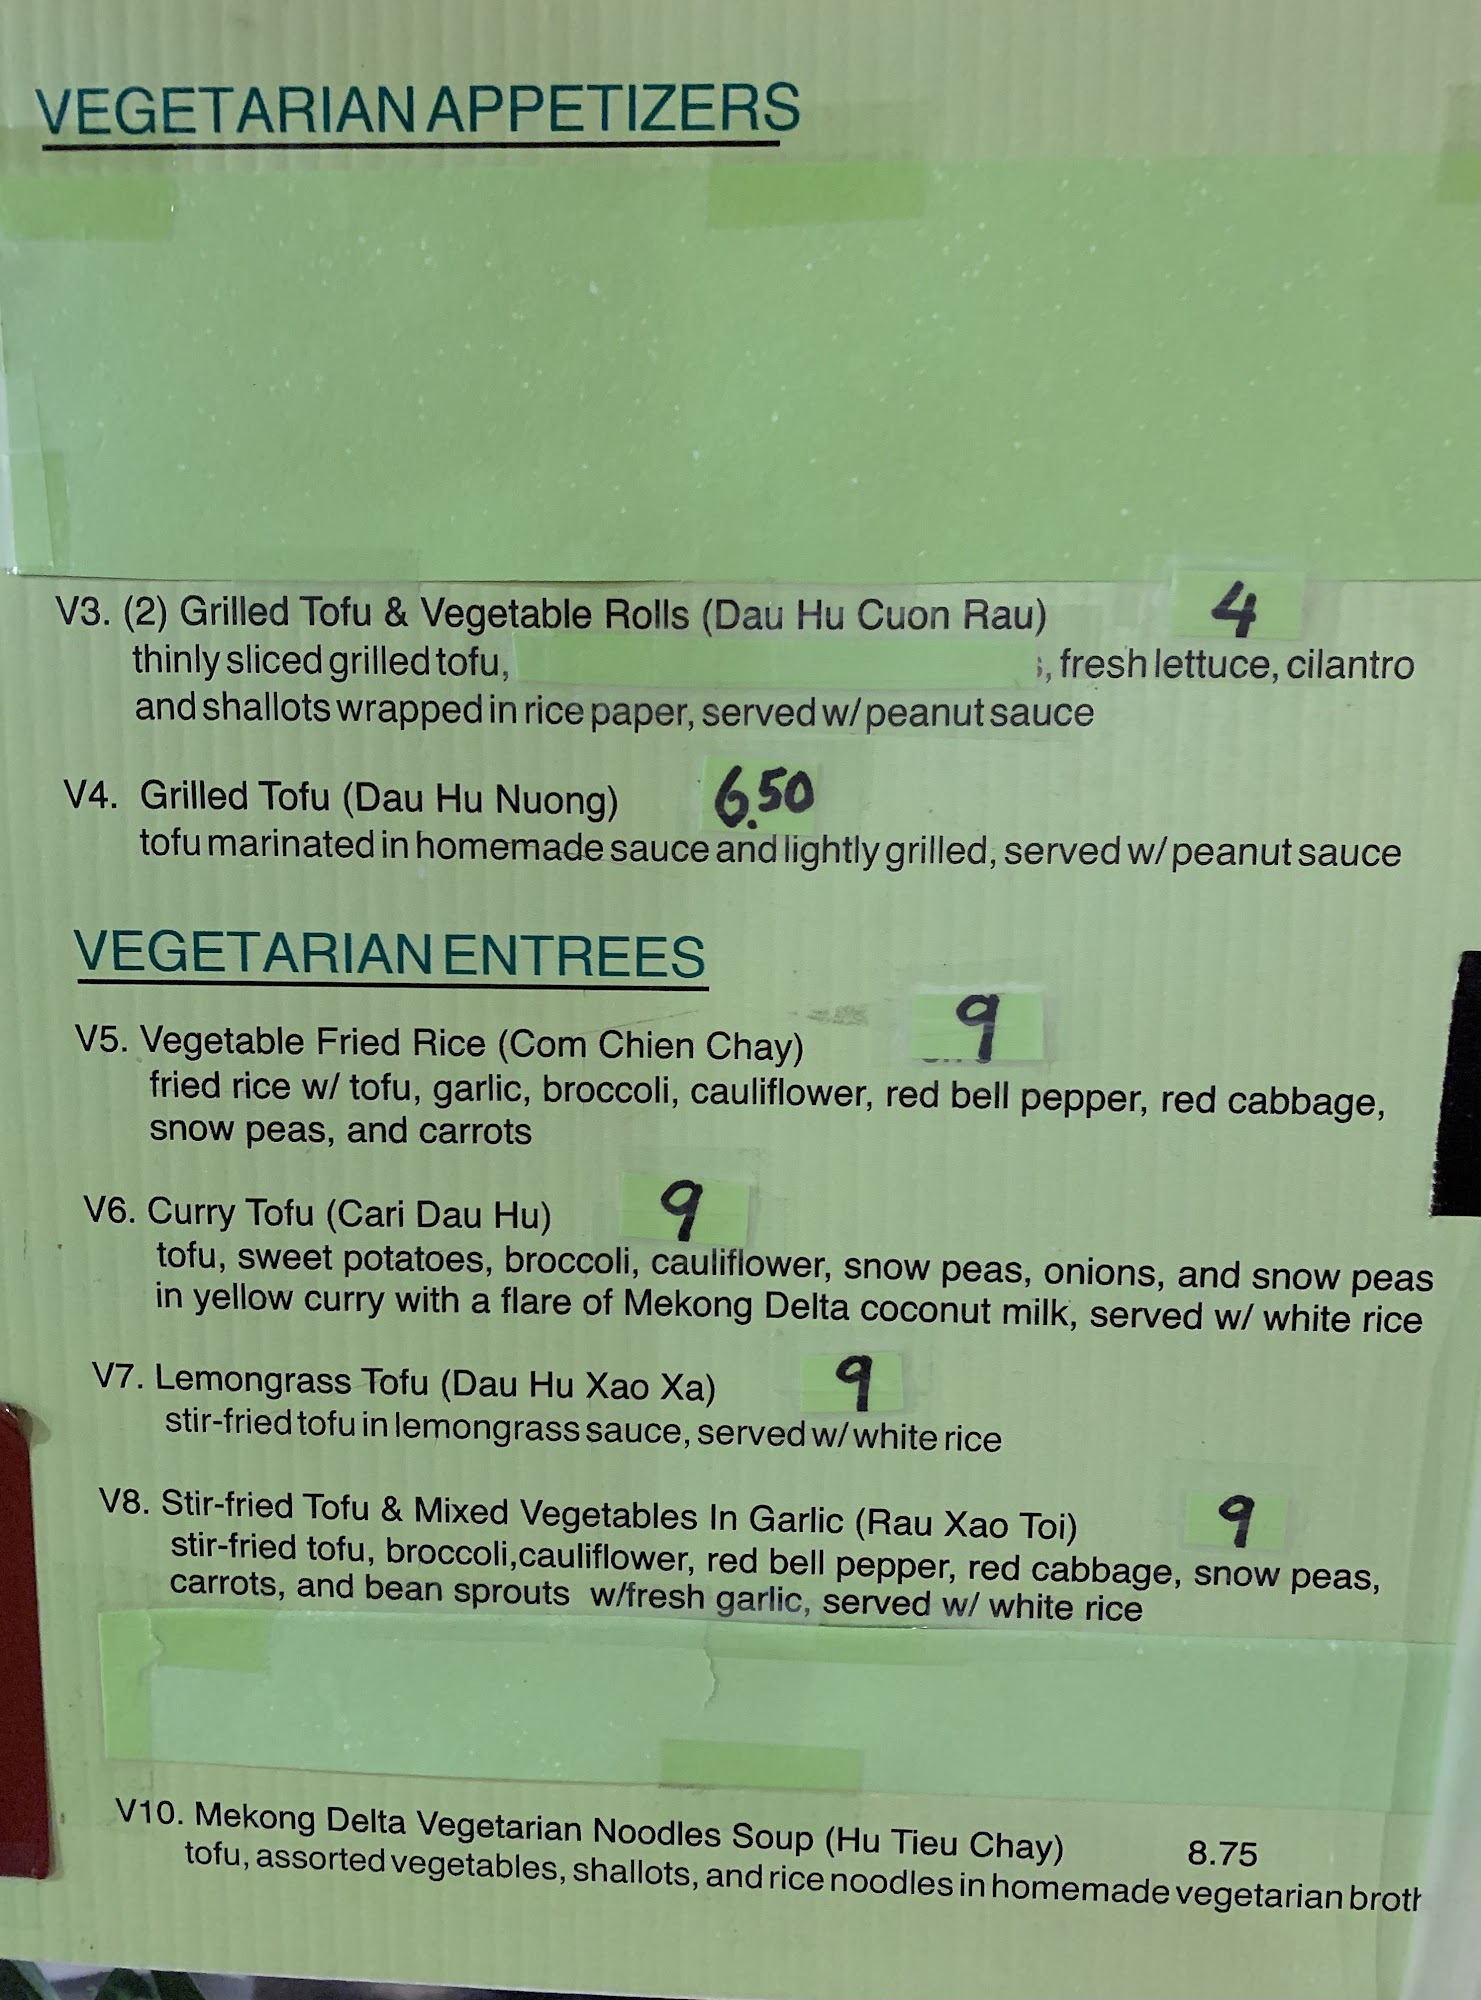 VEGETARIAN APPETIZERS
V3. (2) Grilled Tofu & Vegetable Rolls (Dau Hu Cuon Rau) 4
thinly sliced grilled tofu, , fresh lettuce, cilantro
and shallots wrapped in rice paper, served w/ peanut sauce
V4. Grilled Tofu (Dau Hu Nuong) 6.50
tofu marinated in homemade sauce and lightly grilled, served w/ peanut sauce
VEGETARIAN ENTREES
V5. Vegetable Fried Rice (Com Chien Chay) 9
fried rice w/ tofu, garlic, broccoli, cauliflower, red bell pepper, red cabbage,
snow peas, and carrots
V6. Curry Tofu (Cari Dau Hu) 9
tofu, sweet potatoes, broccoli, cauliflower, snow peas, onions, and snow peas
in yellow curry with a flare of Mekong Delta coconut milk, served w/ white rice
V7. Lemongrass Tofu (Dau Hu Xao Xa) 9
stir-fried tofu in lemongrass sauce, served w/ white rice
V8. Stir-fried Tofu & Mixed Vegetables In Garlic (Rau Xao Toi) 9
stir-fried tofu, broccoli,cauliflower, red bell pepper, red cabbage, snow peas,
carrots, and bean sprouts w/fresh garlic, served w/ white rice
V10. Mekong Delta Vegetarian Noodles Soup (Hu Tieu Chay) 8.75
tofu, assorted vegetables, shallots, and rice noodles in homemade vegetarian